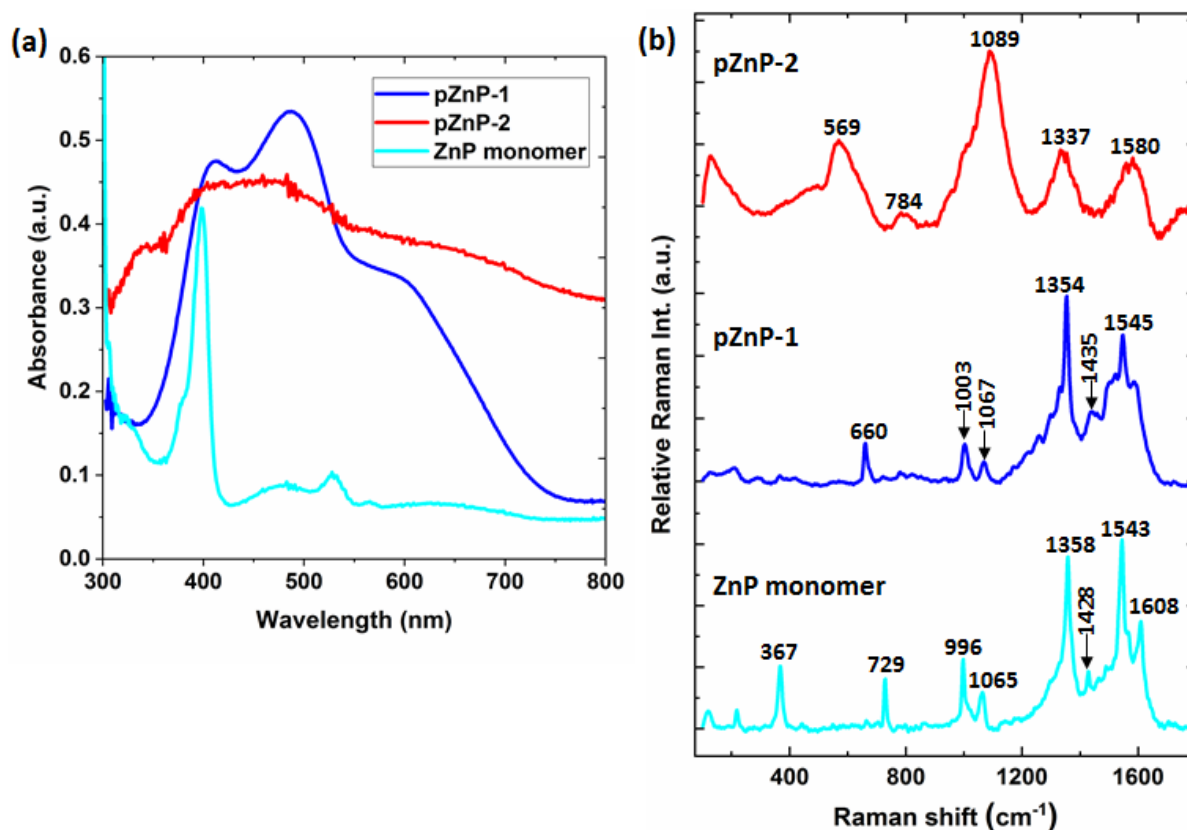 (a)
0.6
0.5
0.4
0.3
0.2
0.1
0.0
Absorbance (a.u.)
pZnP-1
pZnP-2
ZnP monomer
300 400 500 600 700 800
Wavelength (nm)
(b)
Relative Raman Int. (a.u.)
pZnP-2
569
784
1089
1337
1580
pZnP-1
660
1003
1067
1354
1435
1545
ZnP monomer
367
729
996
1065
1358
1428
1543
1608
400 800 1200 1600
Raman shift (cm⁻¹)